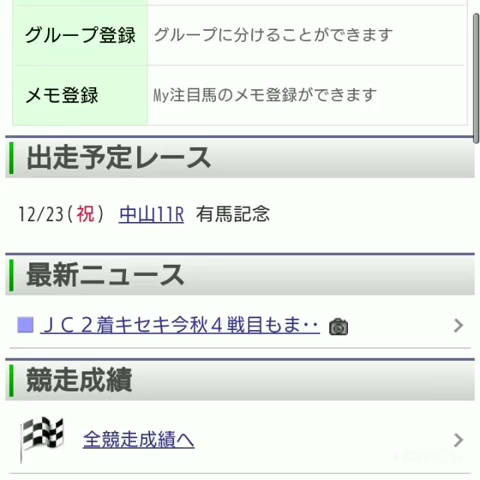 グループ登録 グループに分けることができます
メモ登録 My注目馬のメモ登録ができます
出走予定レース
12/23(祝) 中山11R 有馬記念
最新ニュース
ＪＣ２着キセキ今秋４戦目もま‥
競走成績
全競走成績へ